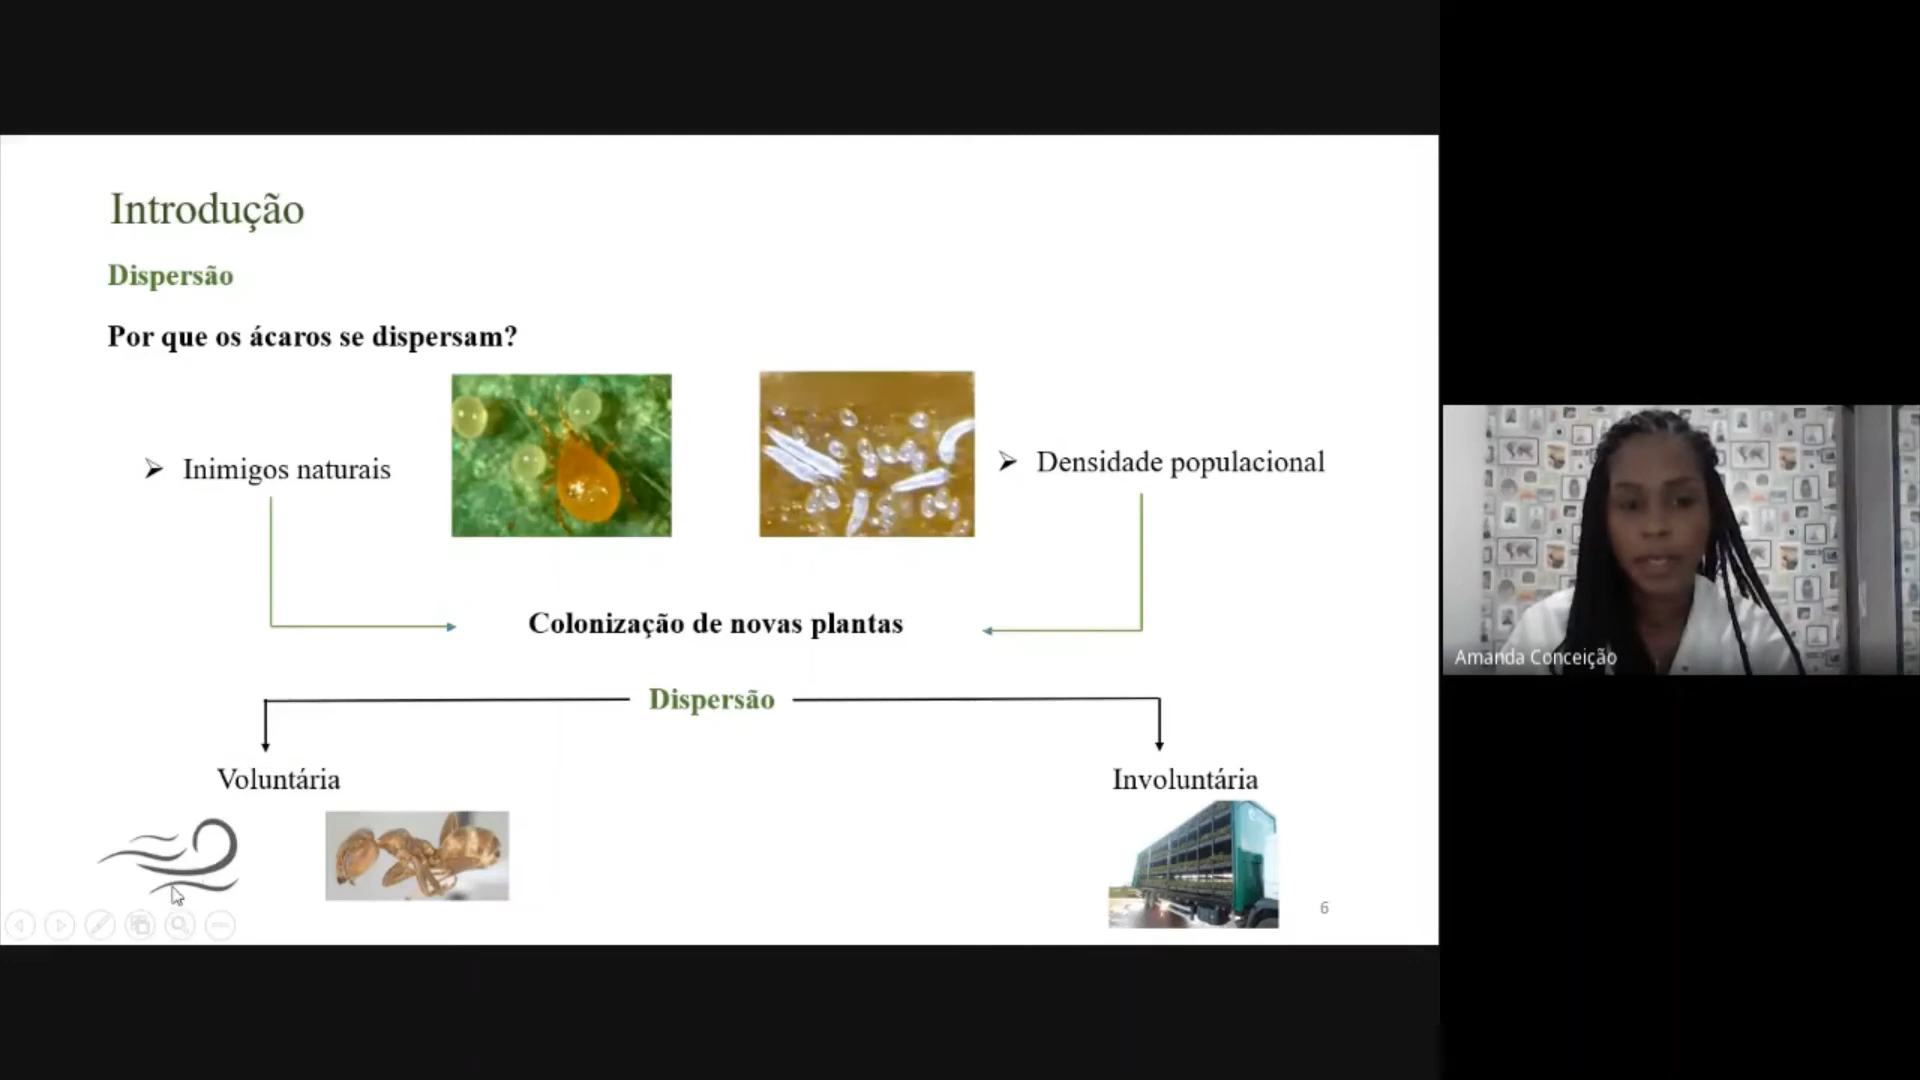 Introdução
Dispersão
Por que os ácaros se dispersam?
Inimigos naturais
Densidade populacional
Colonização de novas plantas
Dispersão
Voluntária
Involuntária
6
Amanda Conceição